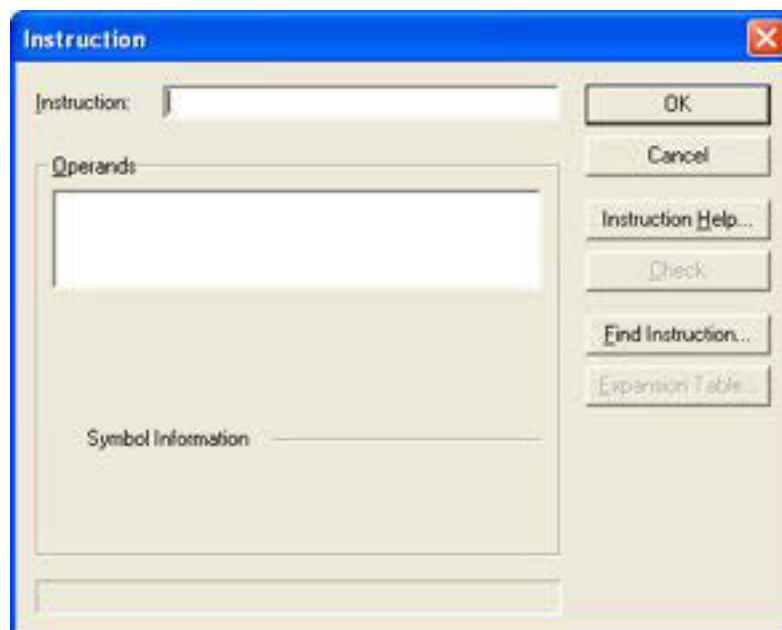 Instruction
Instruction:
OK
Cancel
Operands
Instruction Help...
Check
Find Instruction...
Expansion Table...
Symbol Information